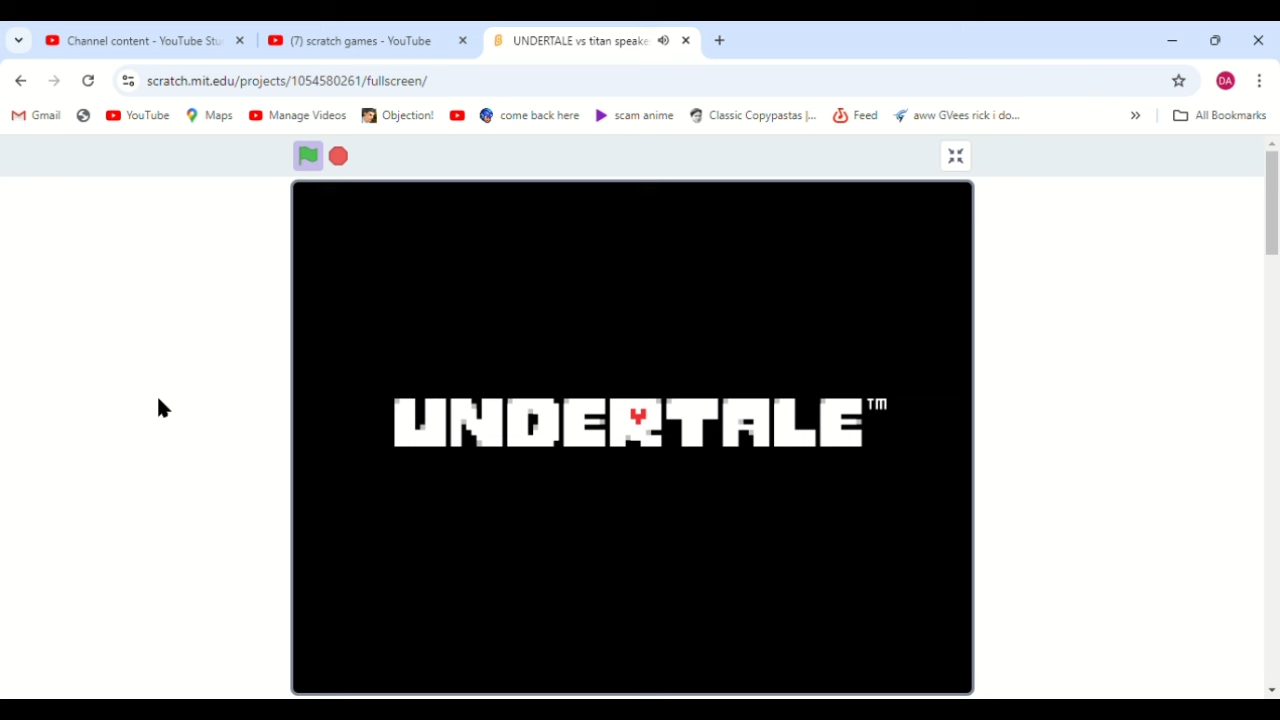 Channel content - YouTube Stu
(7) scratch games - YouTube
UNDERTALE vs titan speake
scratch.mit.edu/projects/1054580261/fullscreen/
DA
Gmail
YouTube
Maps
Manage Videos
Objection!
come back here
scam anime
Classic Copypastas |...
Feed
aww GVees rick i do...
»
All Bookmarks
UNDERTALE™